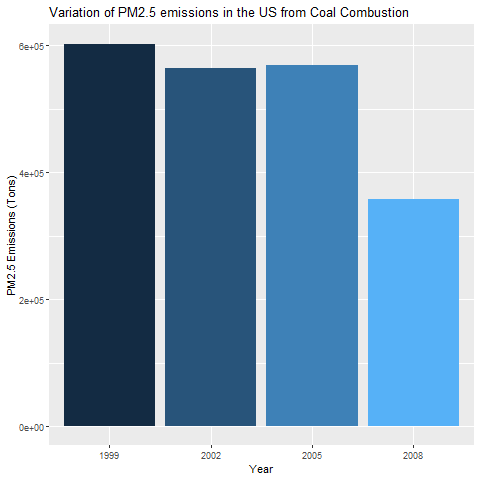 Variation of PM2.5 emissions in the US from Coal Combustion
PM2.5 Emissions (Tons)
6e+05
4e+05
2e+05
0e+00
1999 2002 2005 2008
Year